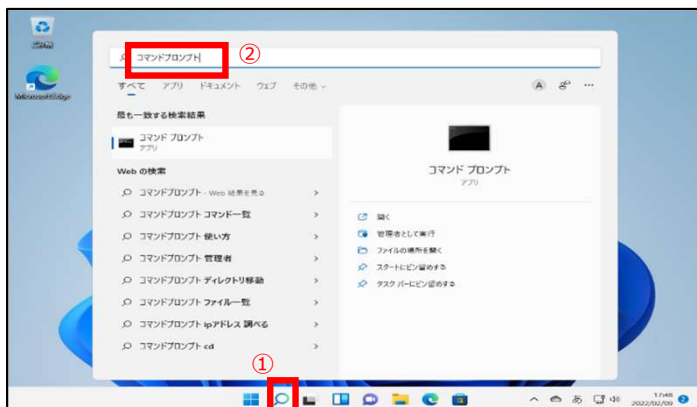 ごみ箱
Microsoft Edge
コマンドプロンプト
②
すべて アプリ ドキュメント ウェブ その他
A
最も一致する検索結果
コマンド プロンプト
アプリ
Web の検索
コマンドプロンプト - Web 結果を見る
コマンドプロンプト コマンド一覧
コマンドプロンプト 使い方
コマンドプロンプト 管理者
コマンドプロンプト ディレクトリ移動
コマンドプロンプト ファイル一覧
コマンドプロンプト ipアドレス 調べる
コマンドプロンプト cd
コマンド プロンプト
アプリ
開く
管理者として実行
ファイルの場所を開く
スタートにピン留めする
タスク バーにピン留めする
①
あ
17:48
2022/02/09